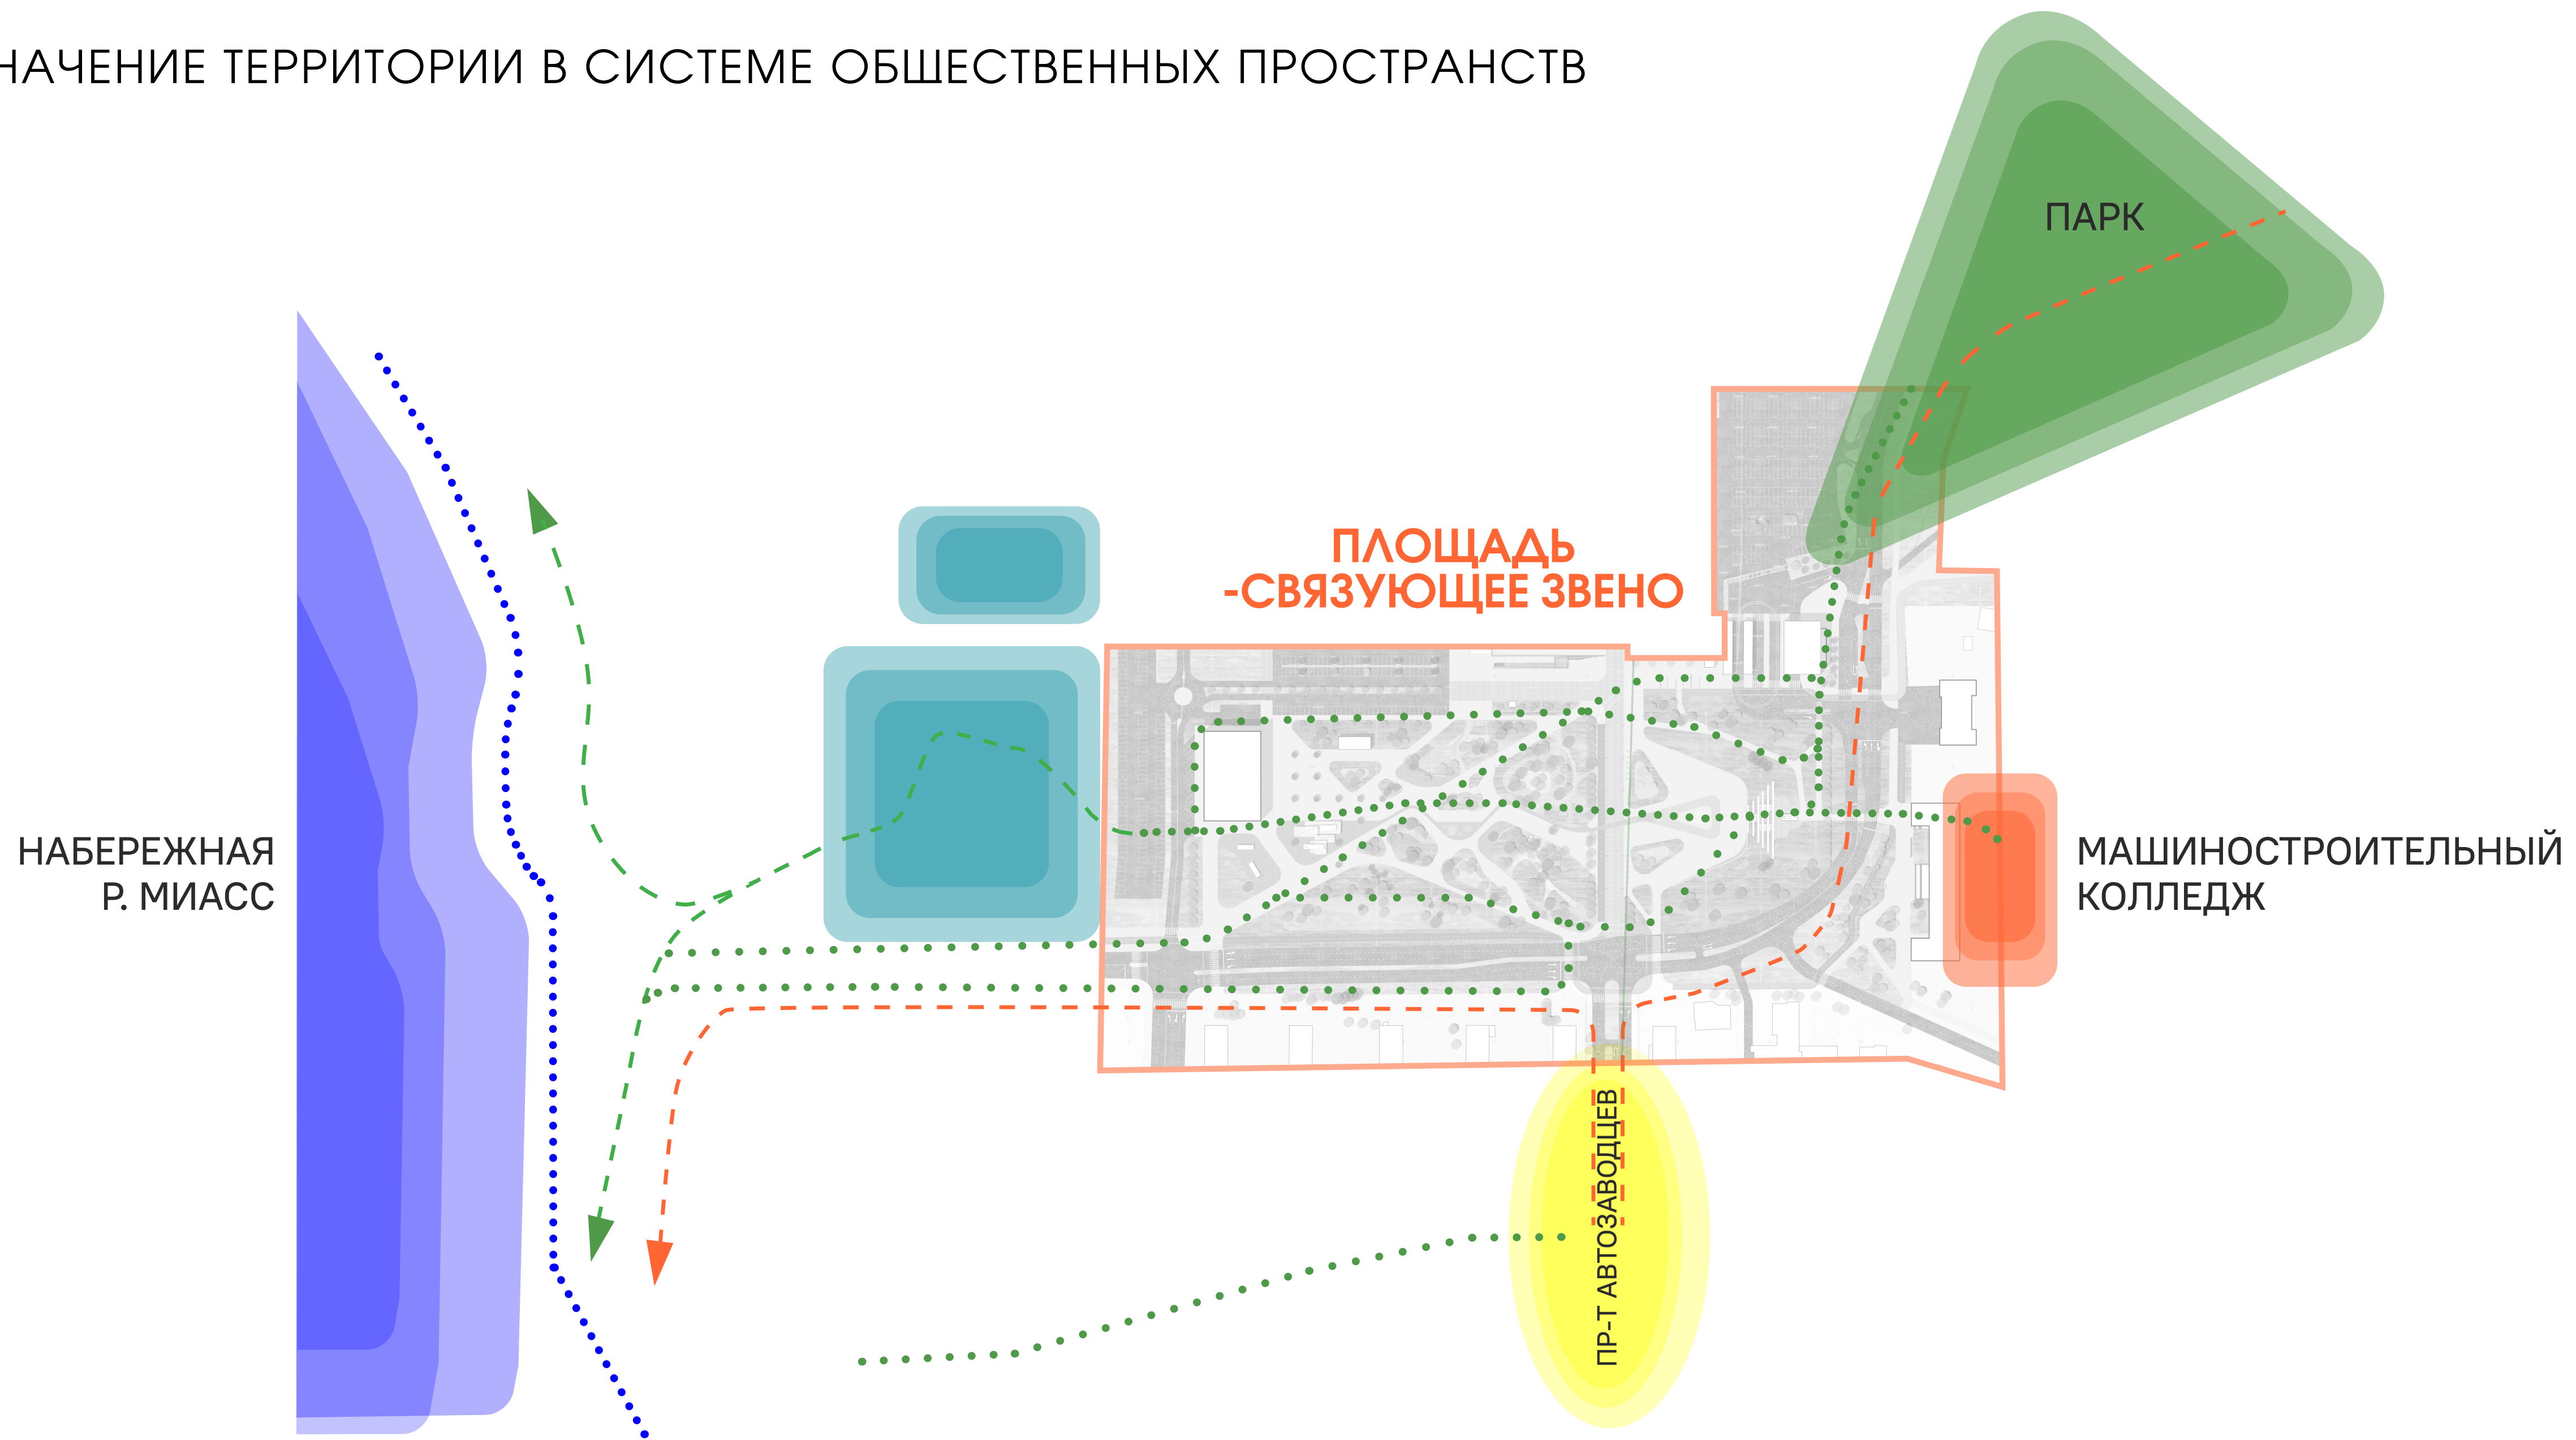 НАЧЕНИЕ ТЕРРИТОРИИ В СИСТЕМЕ ОБЩЕСТВЕННЫХ ПРОСТРАНСТВ
ПАРК
ПЛОЩАДЬ
-СВЯЗУЮЩЕЕ ЗВЕНО
НАБЕРЕЖНАЯ
Р. МИАСС
МАШИНОСТРОИТЕЛЬНЫЙ
КОЛЛЕДЖ
ПР-Т АВТОЗАВОДЦЕВ